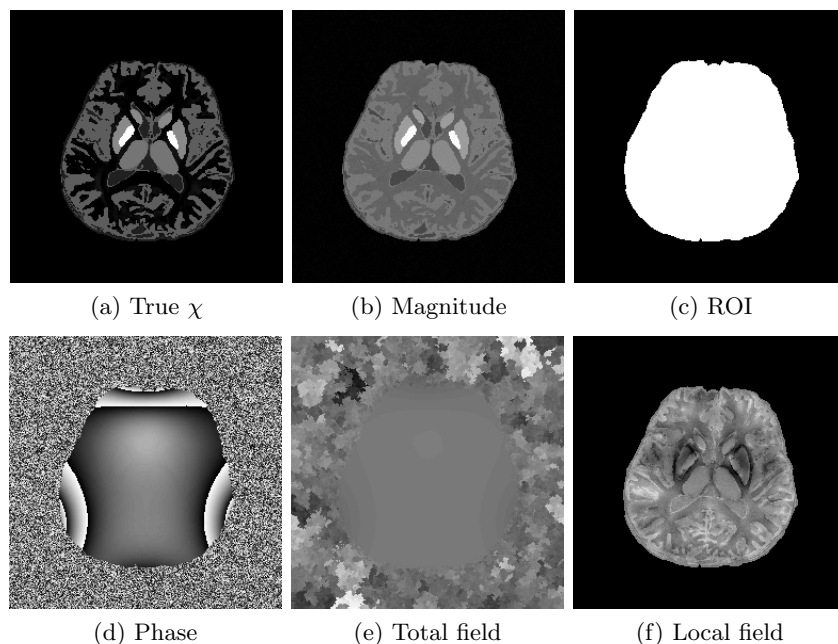 (a) True χ
(b) Magnitude
(c) ROI
(d) Phase
(e) Total field
(f) Local field